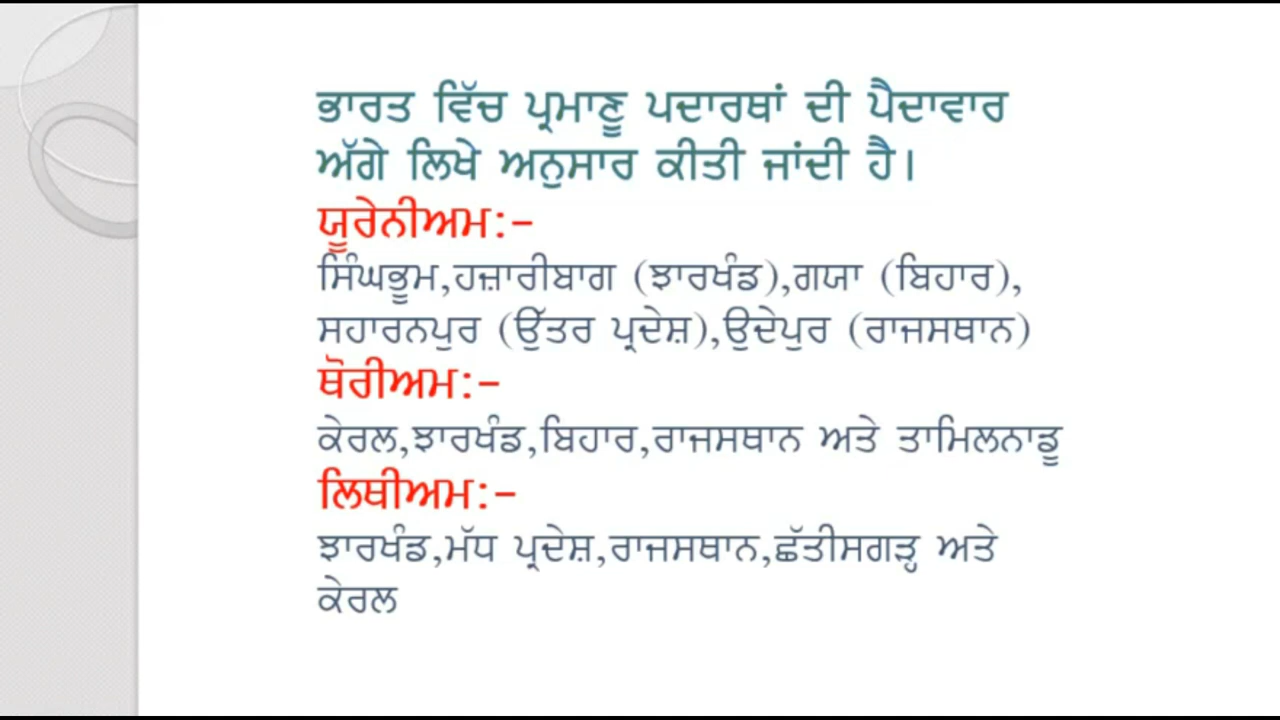 ਭਾਰਤ ਵਿੱਚ ਪ੍ਰਮਾਣੂ ਪਦਾਰਥਾਂ ਦੀ ਪੈਦਾਵਾਰ
ਅੱਗੇ ਲਿਖੇ ਅਨੁਸਾਰ ਕੀਤੀ ਜਾਂਦੀ ਹੈ।
ਯੂਰੇਨੀਅਮ:-
ਸਿੰਘਭੂਮ,ਹਜ਼ਾਰੀਬਾਗ (ਝਾਰਖੰਡ),ਗਯਾ (ਬਿਹਾਰ),
ਸਹਾਰਨਪੁਰ (ਉੱਤਰ ਪ੍ਰਦੇਸ਼),ਉਦੇਪੁਰ (ਰਾਜਸਥਾਨ)
ਥੋਰੀਅਮ:-
ਕੇਰਲ,ਝਾਰਖੰਡ,ਬਿਹਾਰ,ਰਾਜਸਥਾਨ ਅਤੇ ਤਾਮਿਲਨਾਡੂ
ਲਿਥੀਅਮ:-
ਝਾਰਖੰਡ,ਮੱਧ ਪ੍ਰਦੇਸ਼,ਰਾਜਸਥਾਨ,ਛੱਤੀਸਗੜ੍ਹ ਅਤੇ
ਕੇਰਲ